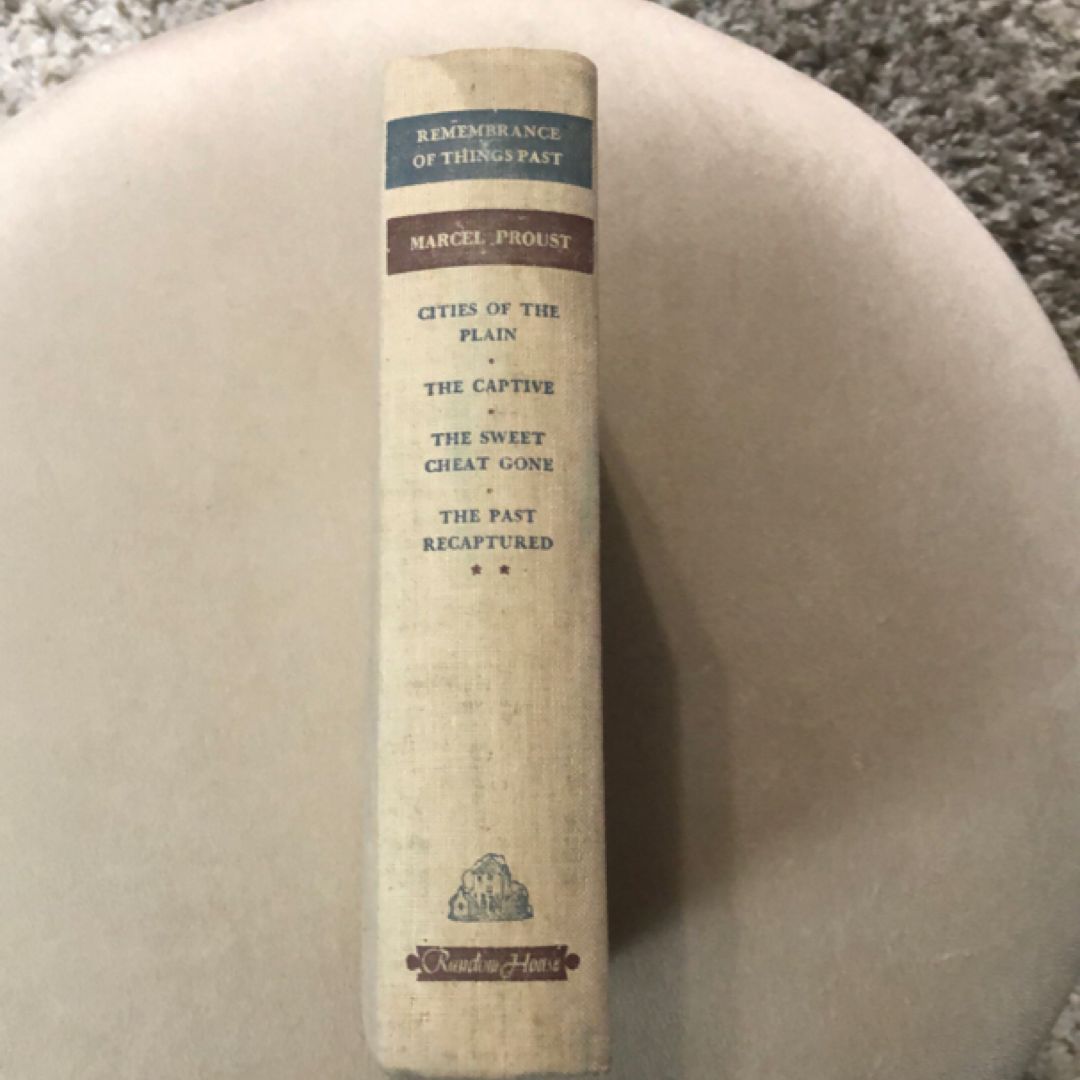 REMEMBRANCE
OF THINGS PAST
MARCEL PROUST
CITIES OF THE
PLAIN
THE CAPTIVE
THE SWEET
CHEAT GONE
THE PAST
RECAPTURED
★ ★
Random House